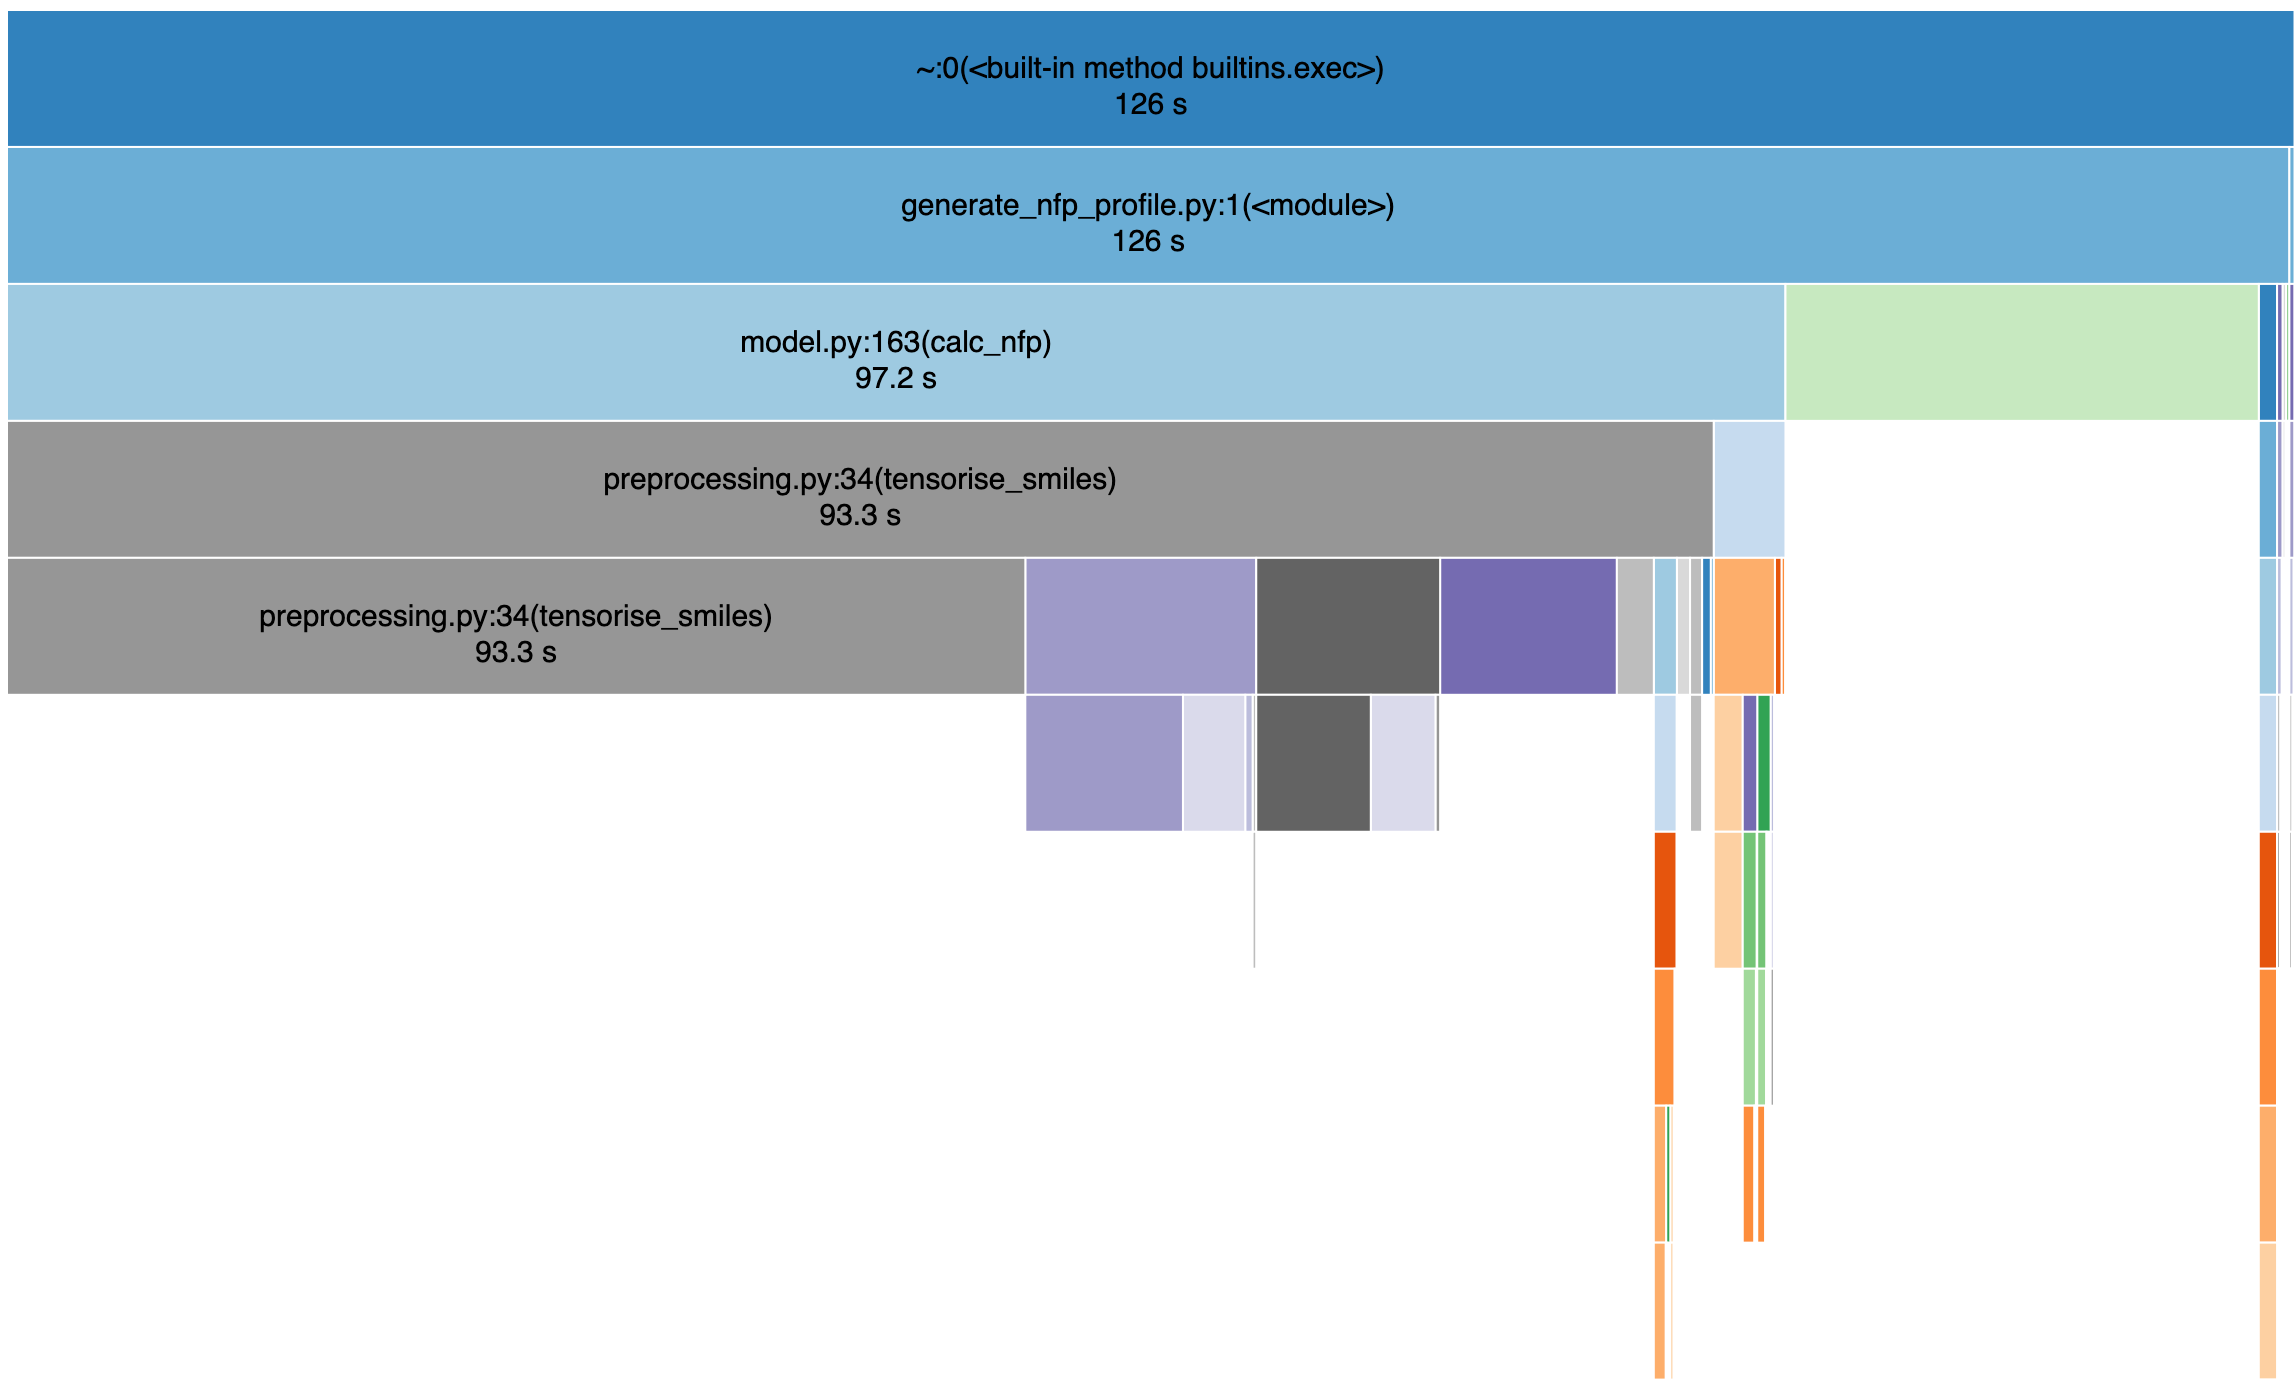 ~:0(<built-in method builtins.exec>)
126 s
generate_nfp_profile.py:1(<module>)
126 s
model.py:163(calc_nfp)
97.2 s
preprocessing.py:34(tensorise_smiles)
93.3 s
preprocessing.py:34(tensorise_smiles)
93.3 s